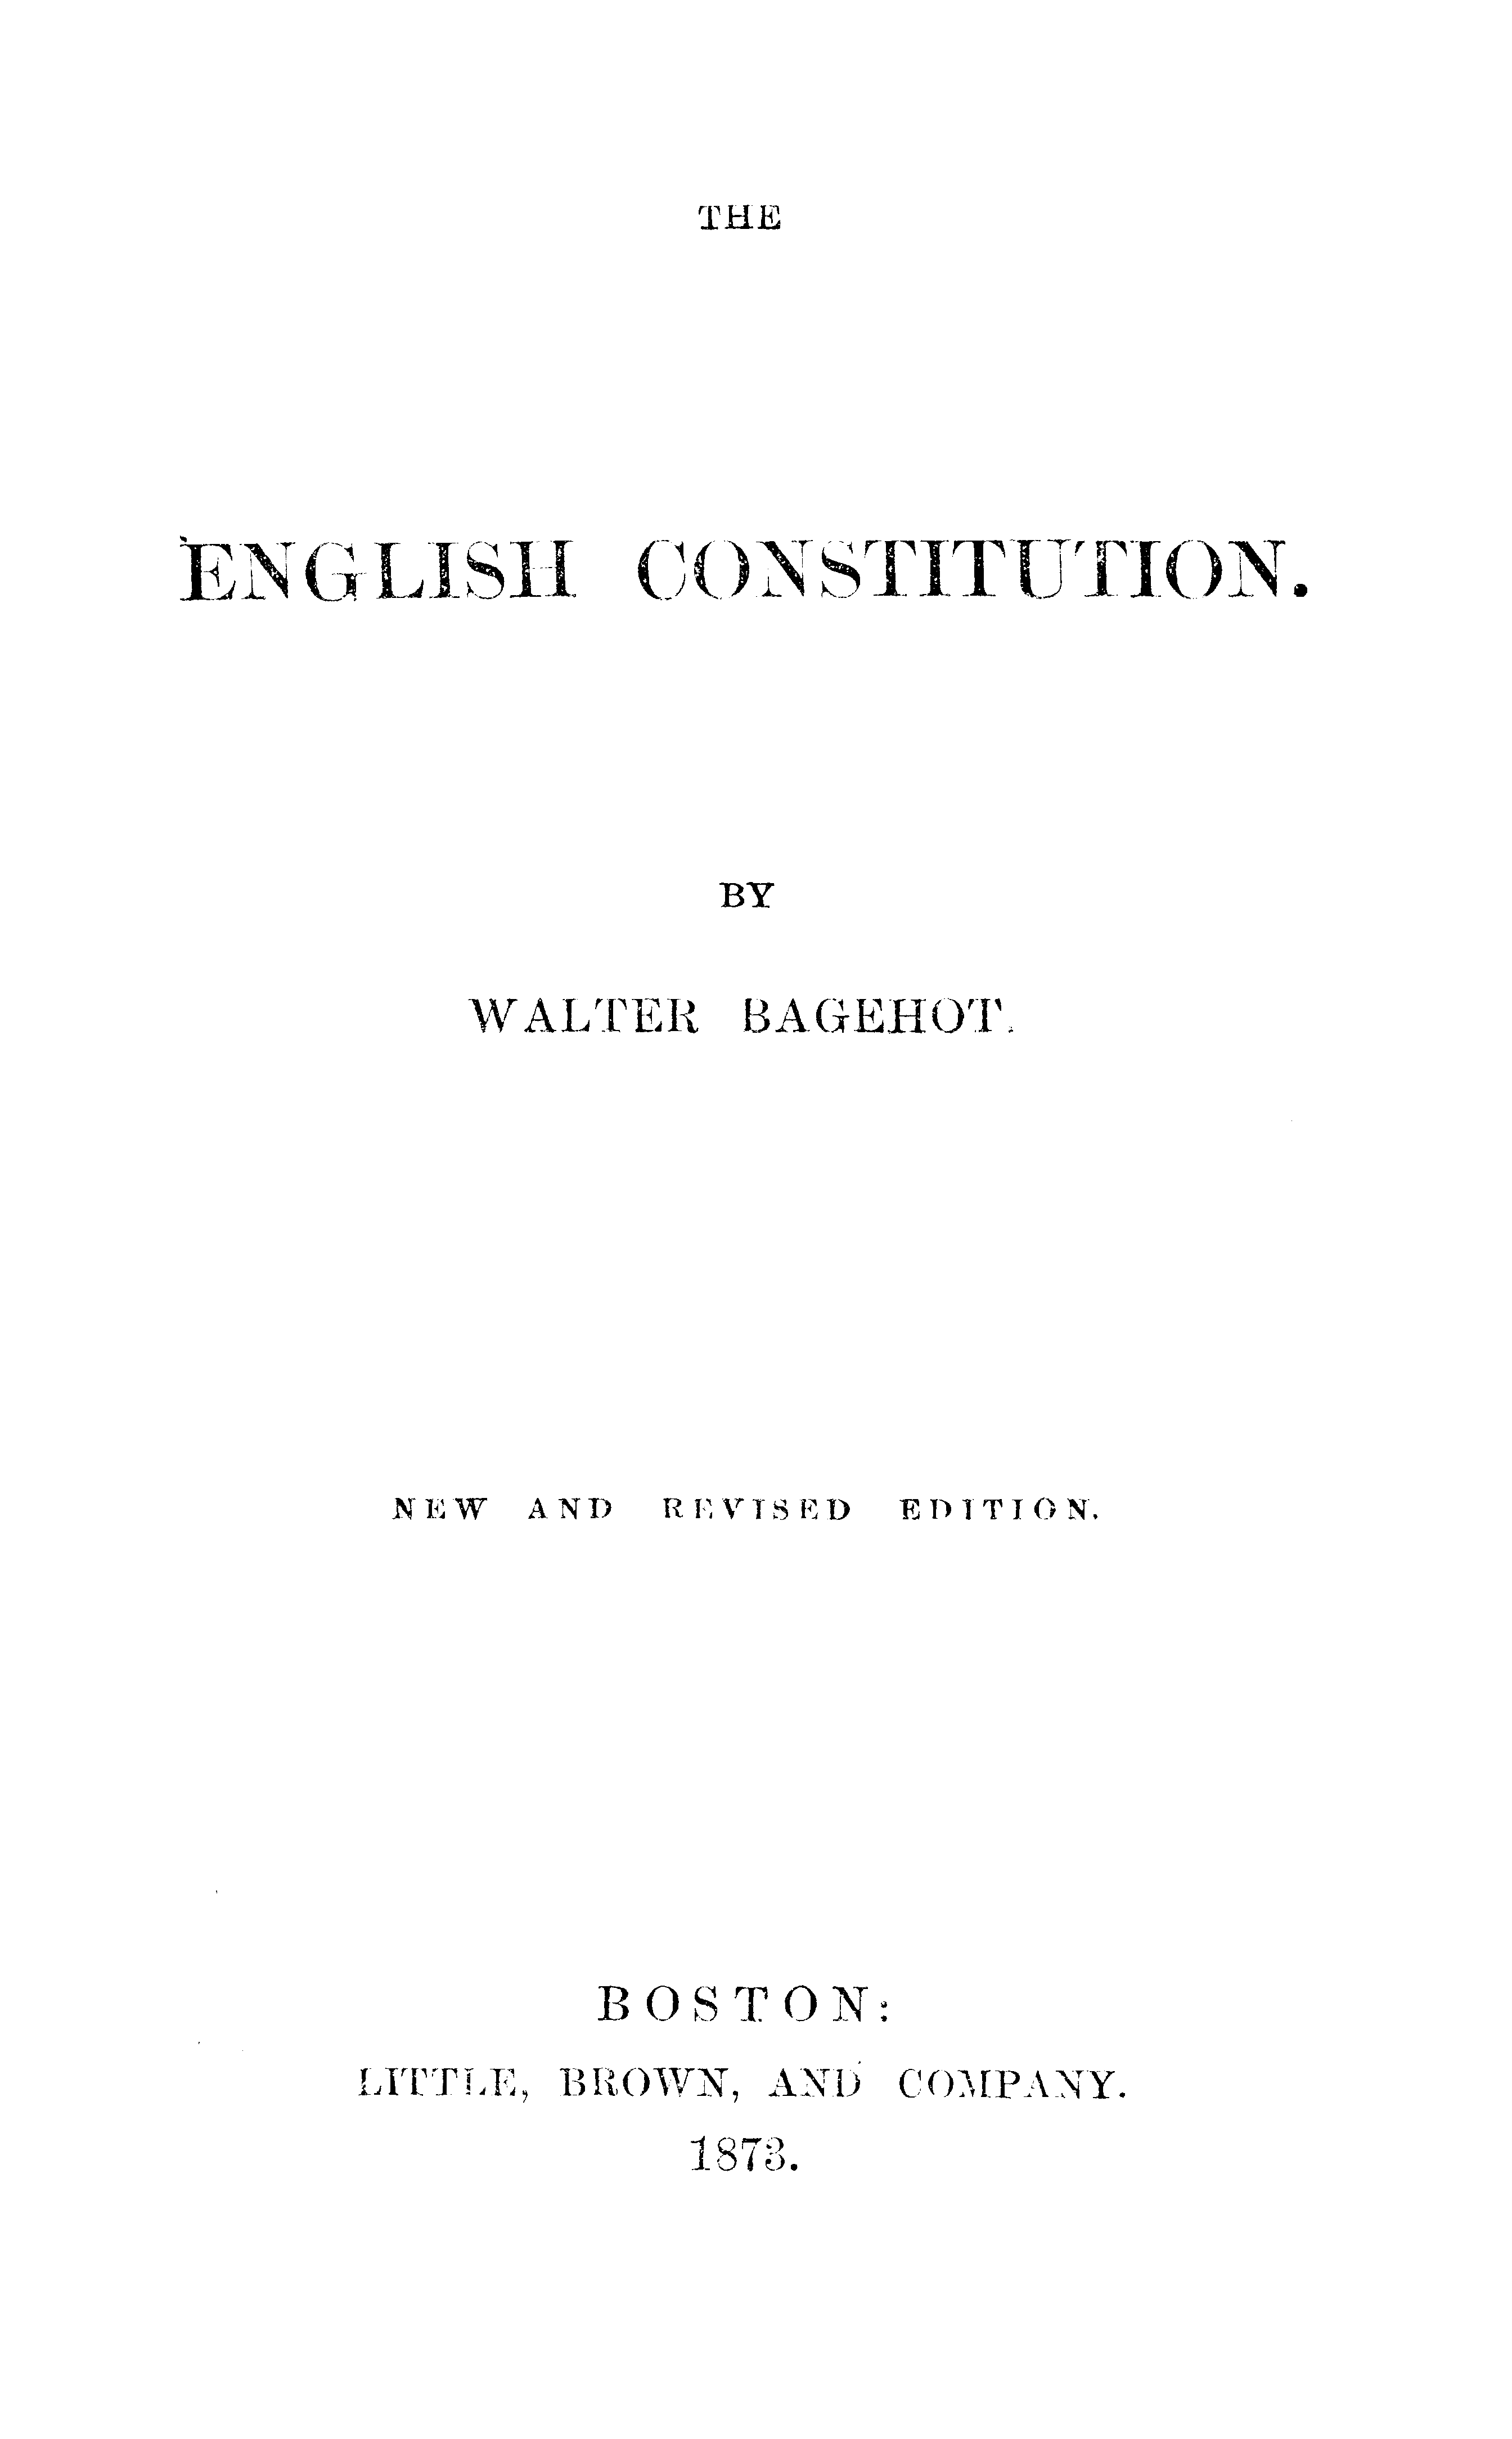 THE
ENGLISH CONSTITUTION.
BY
WALTER BAGEHOT.
NEW AND REVISED EDITION.
BOSTON:
LITTLE, BROWN, AND COMPANY.
1873.